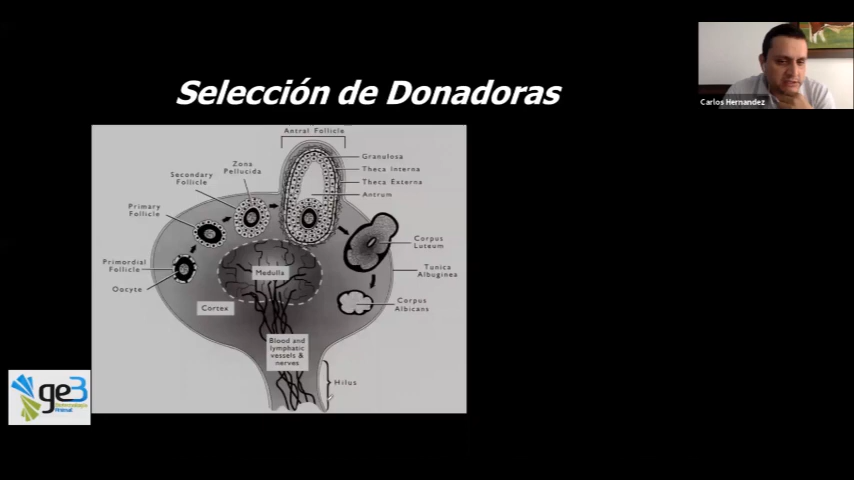 Selección de Donadoras
Carlos Hernandez
Antral Follicle
Granulosa
Theca Interna
Theca Externa
Antrum
Zona
Pellucida
Secondary
Follicle
Primary
Follicle
Primordial
Follicle
Oocyte
Medulla
Cortex
Corpus
Luteum
Tunica
Albuginea
Corpus
Albicans
Blood and
lymphatic
vessels &
nerves
Hilus
ge3